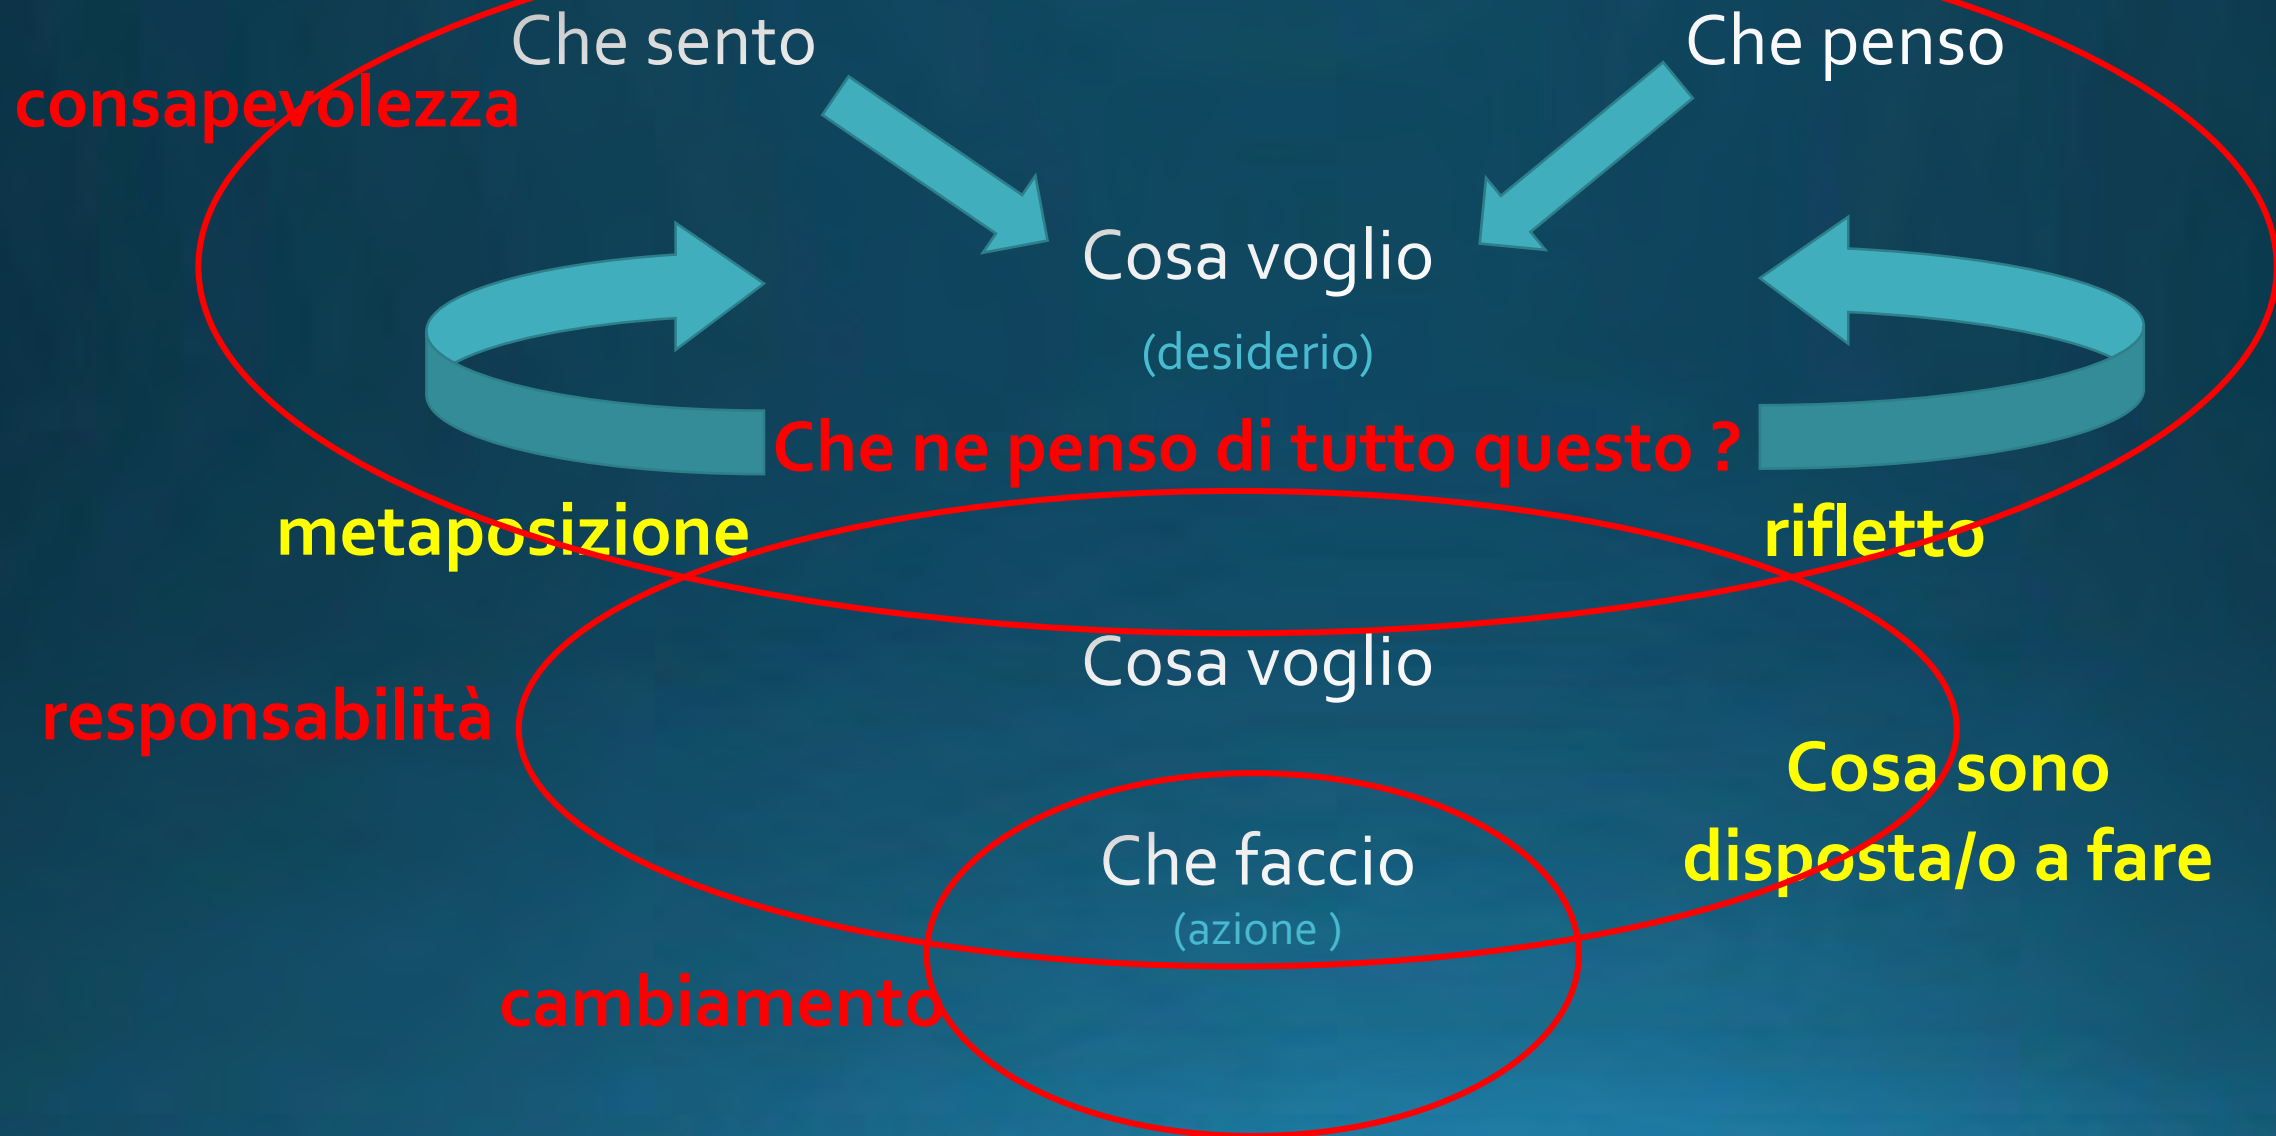 Che sento
Che penso
consapevolezza
Cosa voglio
(desiderio)
Che ne penso di tutto questo ?
metaposizione
rifletto
Cosa voglio
responsabilità
Cosa sono
disposta/o a fare
Che faccio
(azione )
cambiamento